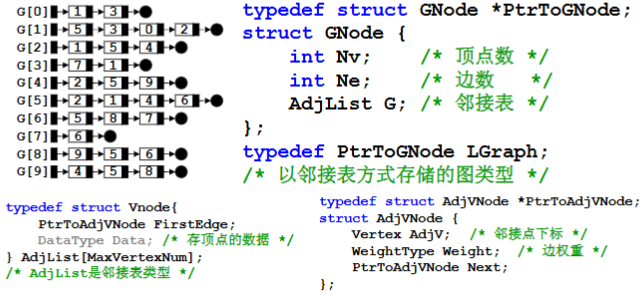 G[0] 1 3
G[1] 5 3 0 2
G[2] 1 5 4
G[3] 7 1
G[4] 2 5 9
G[5] 2 1 4 6
G[6] 5 8 7
G[7] 6
G[8] 9 5 6
G[9] 4 5 8
typedef struct GNode *PtrToGNode;
struct GNode {
int Nv; /* 顶点数 */
int Ne; /* 边数 */
AdjList G; /* 邻接表 */
};
typedef PtrToGNode LGraph;
/* 以邻接表方式存储的图类型 */
typedef struct Vnode{
PtrToAdjVNode FirstEdge;
DataType Data; /* 存顶点的数据 */
} AdjList[MaxVertexNum];
/* AdjList是邻接表类型 */
typedef struct AdjVNode *PtrToAdjVNode;
struct AdjVNode {
Vertex AdjV; /* 邻接点下标 */
WeightType Weight; /* 边权重 */
PtrToAdjVNode Next;
};